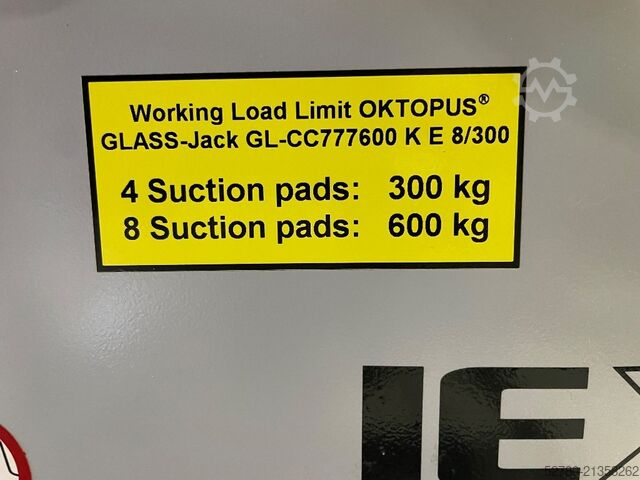 Working Load Limit OKTOPUS®
GLASS-Jack GL-CC777600 K E 8/300
4 Suction pads: 300 kg
8 Suction pads: 600 kg